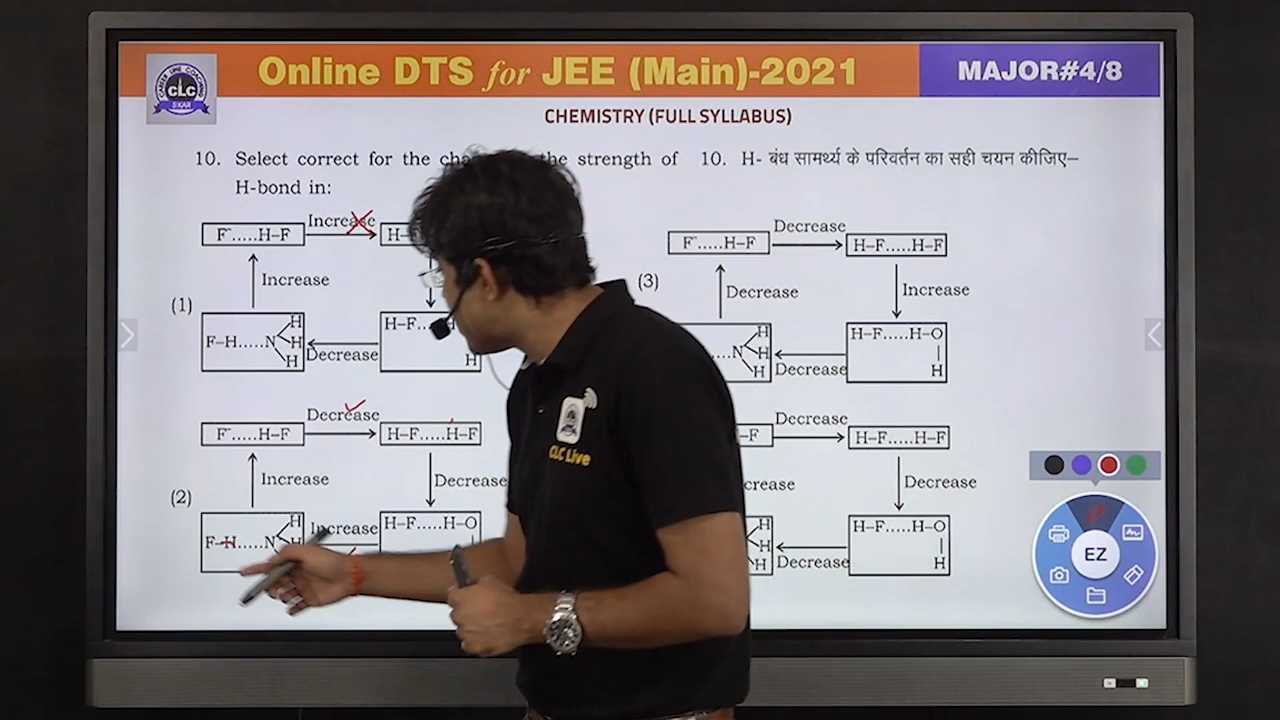 Online DTS for JEE (Main)-2021
MAJOR#4/8
CLC
SIKAR
CHEMISTRY (FULL SYLLABUS)
10. Select correct for the the strength of
H-bond in:
10. H- बंध सामर्थ्य के परिवर्तन का सही चयन कीजिए–
Increase
F⁻.....H–F
Increase
(1)
H–F
F–H.....N
H
H
H
Decrease
H
Decrease
F⁻.....H–F
H–F.....H–F
Increase
Decrease
(2)
F–H.....N
H
Increase
H–F.....H–O
Decrease
F⁻.....H–F
H–F.....H–F
(3)
Decrease
Increase
.....N
H
H
H
Decrease
H–F.....H–O
H
Decrease
–F
H–F.....H–F
Decrease
H
H
H
Decrease
H–F.....H–O
H
CLC Live
EZ